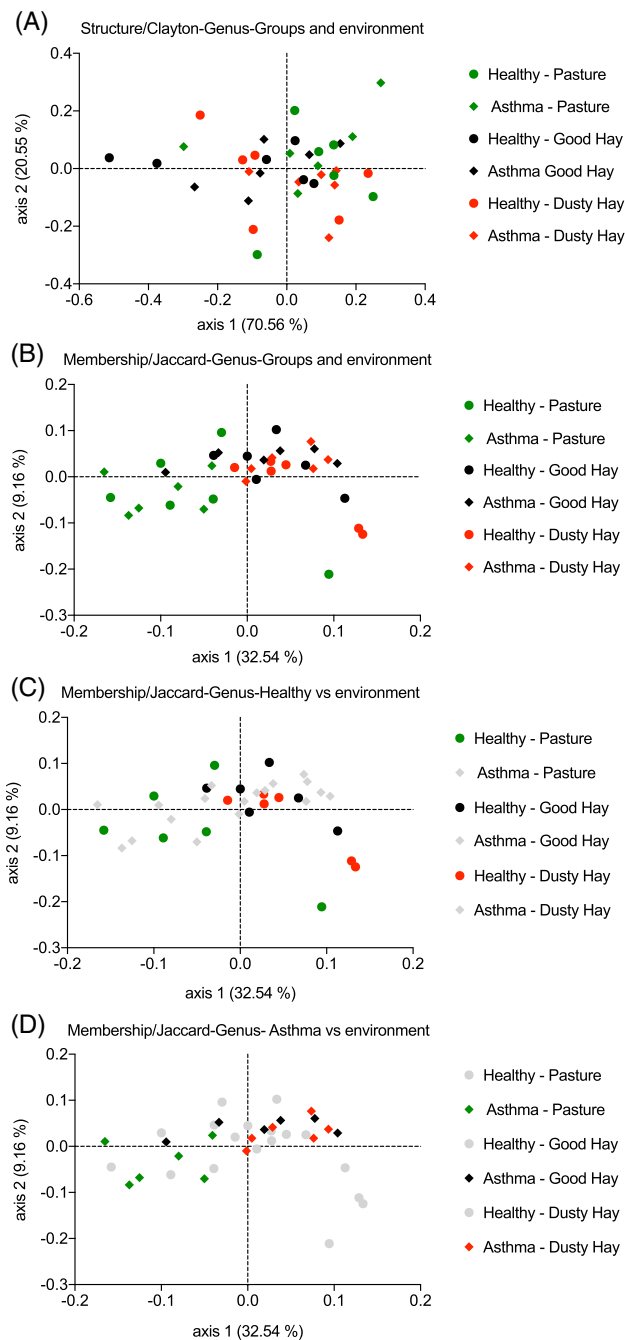 (A)
Structure/Clayton-Genus-Groups and environment
0.4
0.2
0.0
-0.2
-0.4
axis 2 (20.55 %)
-0.6 -0.4 -0.2 0.0 0.2 0.4
axis 1 (70.56 %)
Healthy - Pasture
Asthma - Pasture
Healthy - Good Hay
Asthma Good Hay
Healthy - Dusty Hay
Asthma - Dusty Hay
(B)
Membership/Jaccard-Genus-Groups and environment
0.2
0.1
0.0
-0.1
-0.2
-0.3
axis 2 (9.16 %)
-0.2 -0.1 0.0 0.1 0.2
axis 1 (32.54 %)
Healthy - Pasture
Asthma - Pasture
Healthy - Good Hay
Asthma - Good Hay
Healthy - Dusty Hay
Asthma - Dusty Hay
(C)
Membership/Jaccard-Genus-Healthy vs environment
0.2
0.1
0.0
-0.1
-0.2
-0.3
axis 2 (9.16 %)
-0.2 -0.1 0.0 0.1 0.2
axis 1 (32.54 %)
Healthy - Pasture
Asthma - Pasture
Healthy - Good Hay
Asthma - Good Hay
Healthy - Dusty Hay
Asthma - Dusty Hay
(D)
Membership/Jaccard-Genus- Asthma vs environment
0.2
0.1
0.0
-0.1
-0.2
-0.3
axis 2 (9.16 %)
-0.2 -0.1 0.0 0.1 0.2
axis 1 (32.54 %)
Healthy - Pasture
Asthma - Pasture
Healthy - Good Hay
Asthma - Good Hay
Healthy - Dusty Hay
Asthma - Dusty Hay